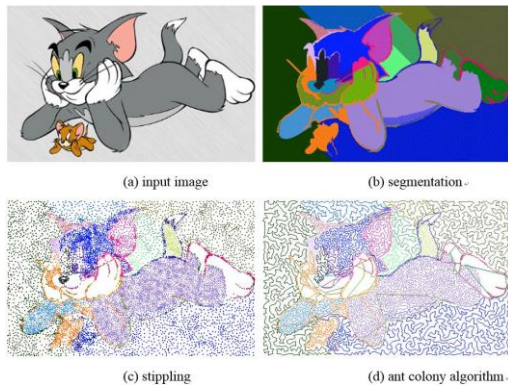 (a) input image
(b) segmentation
(c) stippling
(d) ant colony algorithm